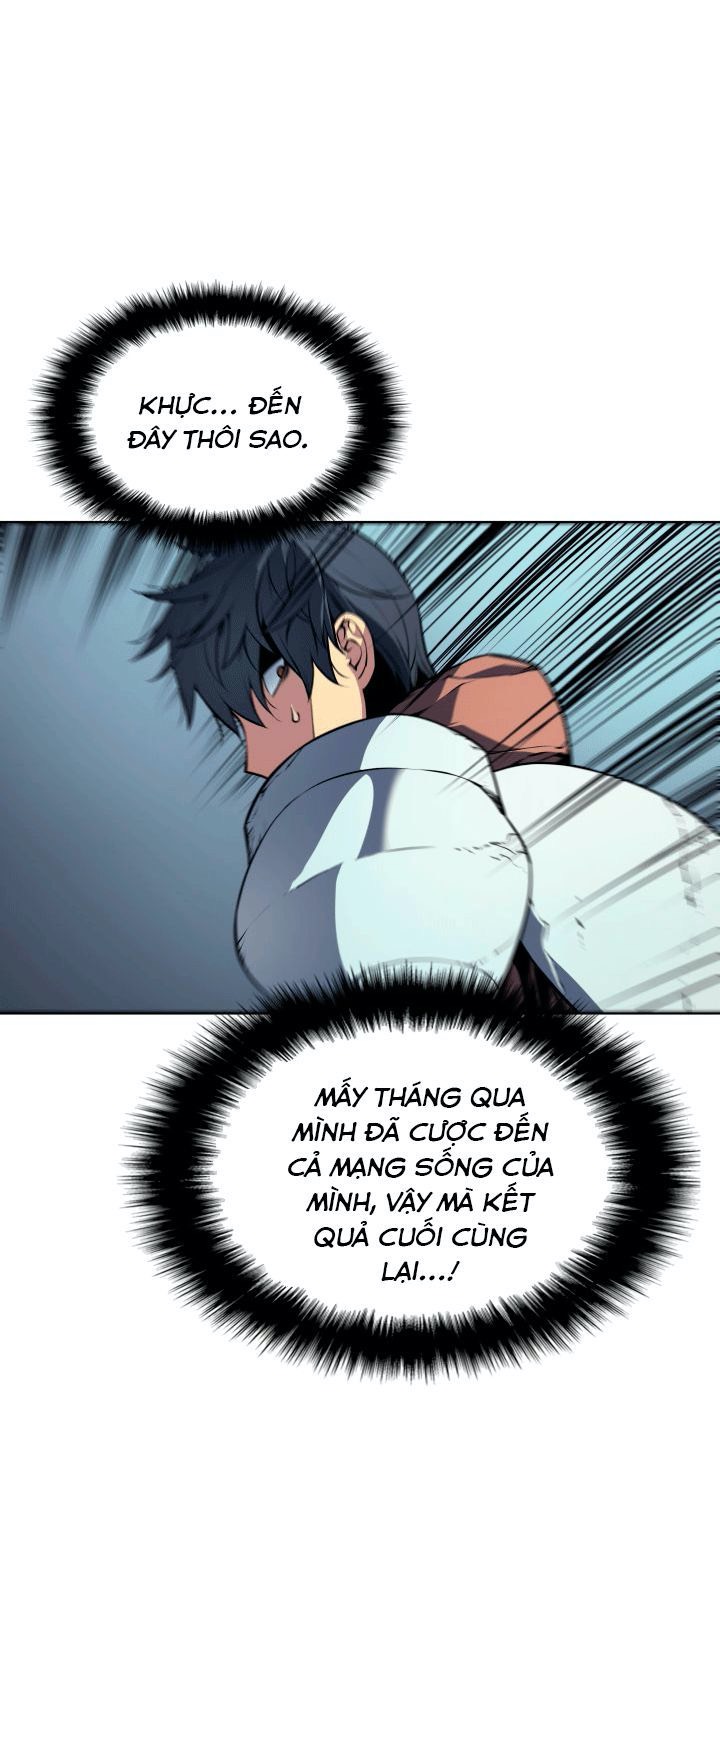 KHỰC... ĐẾN
ĐÂY THÔI SAO.
MẤY THÁNG QUA
MÌNH ĐÃ CƯỢC ĐẾN
CẢ MẠNG SỐNG CỦA
MÌNH, VẬY MÀ KẾT
QUẢ CUỐI CÙNG
LẠI...!